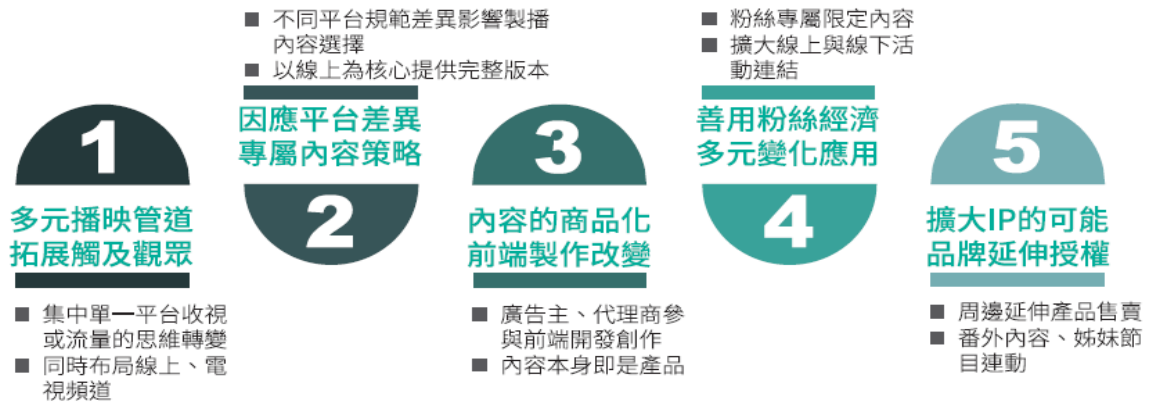 1
多元播映管道
拓展觸及觀眾
■ 集中單一平台收視
或流量的思維轉變
■ 同時布局線上、電
視頻道
■ 不同平台規範差異影響製播
內容選擇
■ 以線上為核心提供完整版本
因應平台差異
專屬內容策略
2
3
內容的商品化
前端製作改變
■ 廣告主、代理商參
與前端開發創作
■ 內容本身即是產品
■ 粉絲專屬限定內容
■ 擴大線上與線下活
動連結
善用粉絲經濟
多元變化應用
4
5
擴大IP的可能
品牌延伸授權
■ 周邊延伸產品售賣
■ 番外內容、姊妹節
目連動